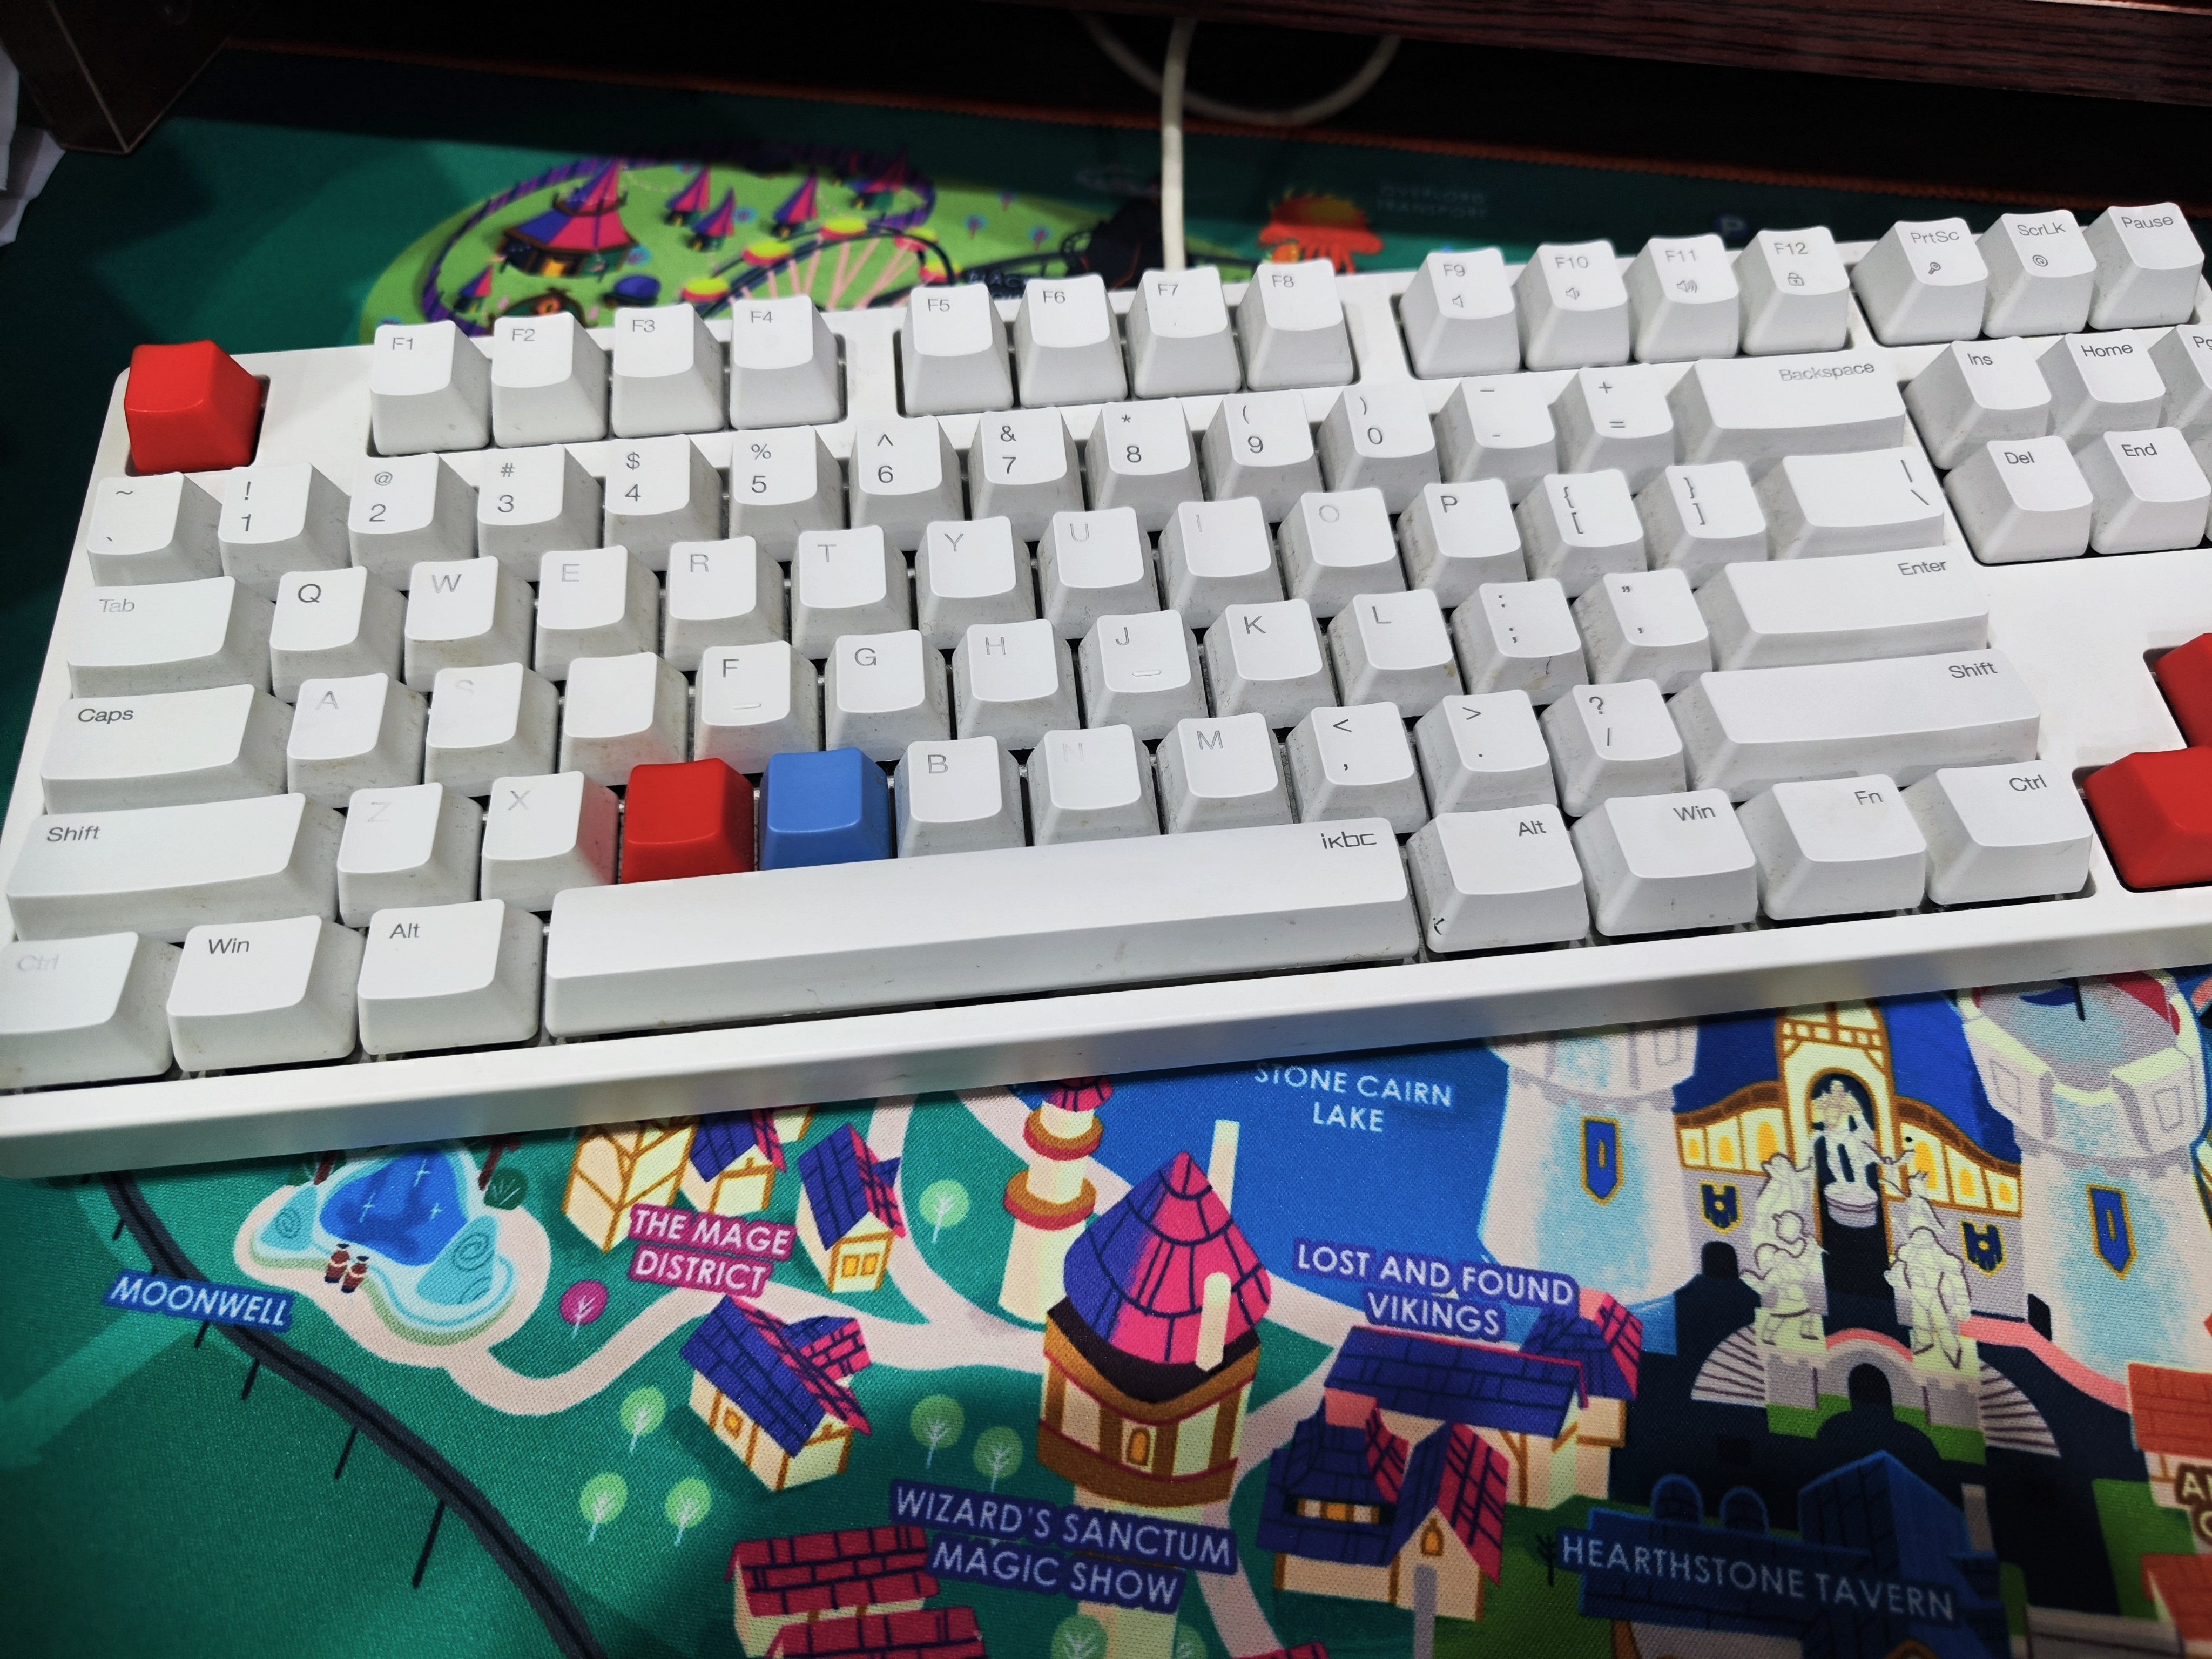 F1 F2 F3 F4 F5 F6 F7 F8 F9 F10 F11 F12 PrtSc ScrLk Pause
~ ` ! 1 @ 2 # 3 $ 4 % 5 ^ 6 & 7 * 8 ( 9 ) 0 _ - + = Backspace Ins Home
Tab Q W E R T Y U I O P { [ } ] | \ Del End
Caps A S F G H J K L : ; " ' Enter
Shift Z X B N M < , > . ? / Shift
Ctrl Win Alt ikbc Alt Win Fn Ctrl
STONE CAIRN
LAKE
THE MAGE
DISTRICT
MOONWELL
LOST AND FOUND
VIKINGS
WIZARD'S SANCTUM
MAGIC SHOW
HEARTHSTONE TAVERN